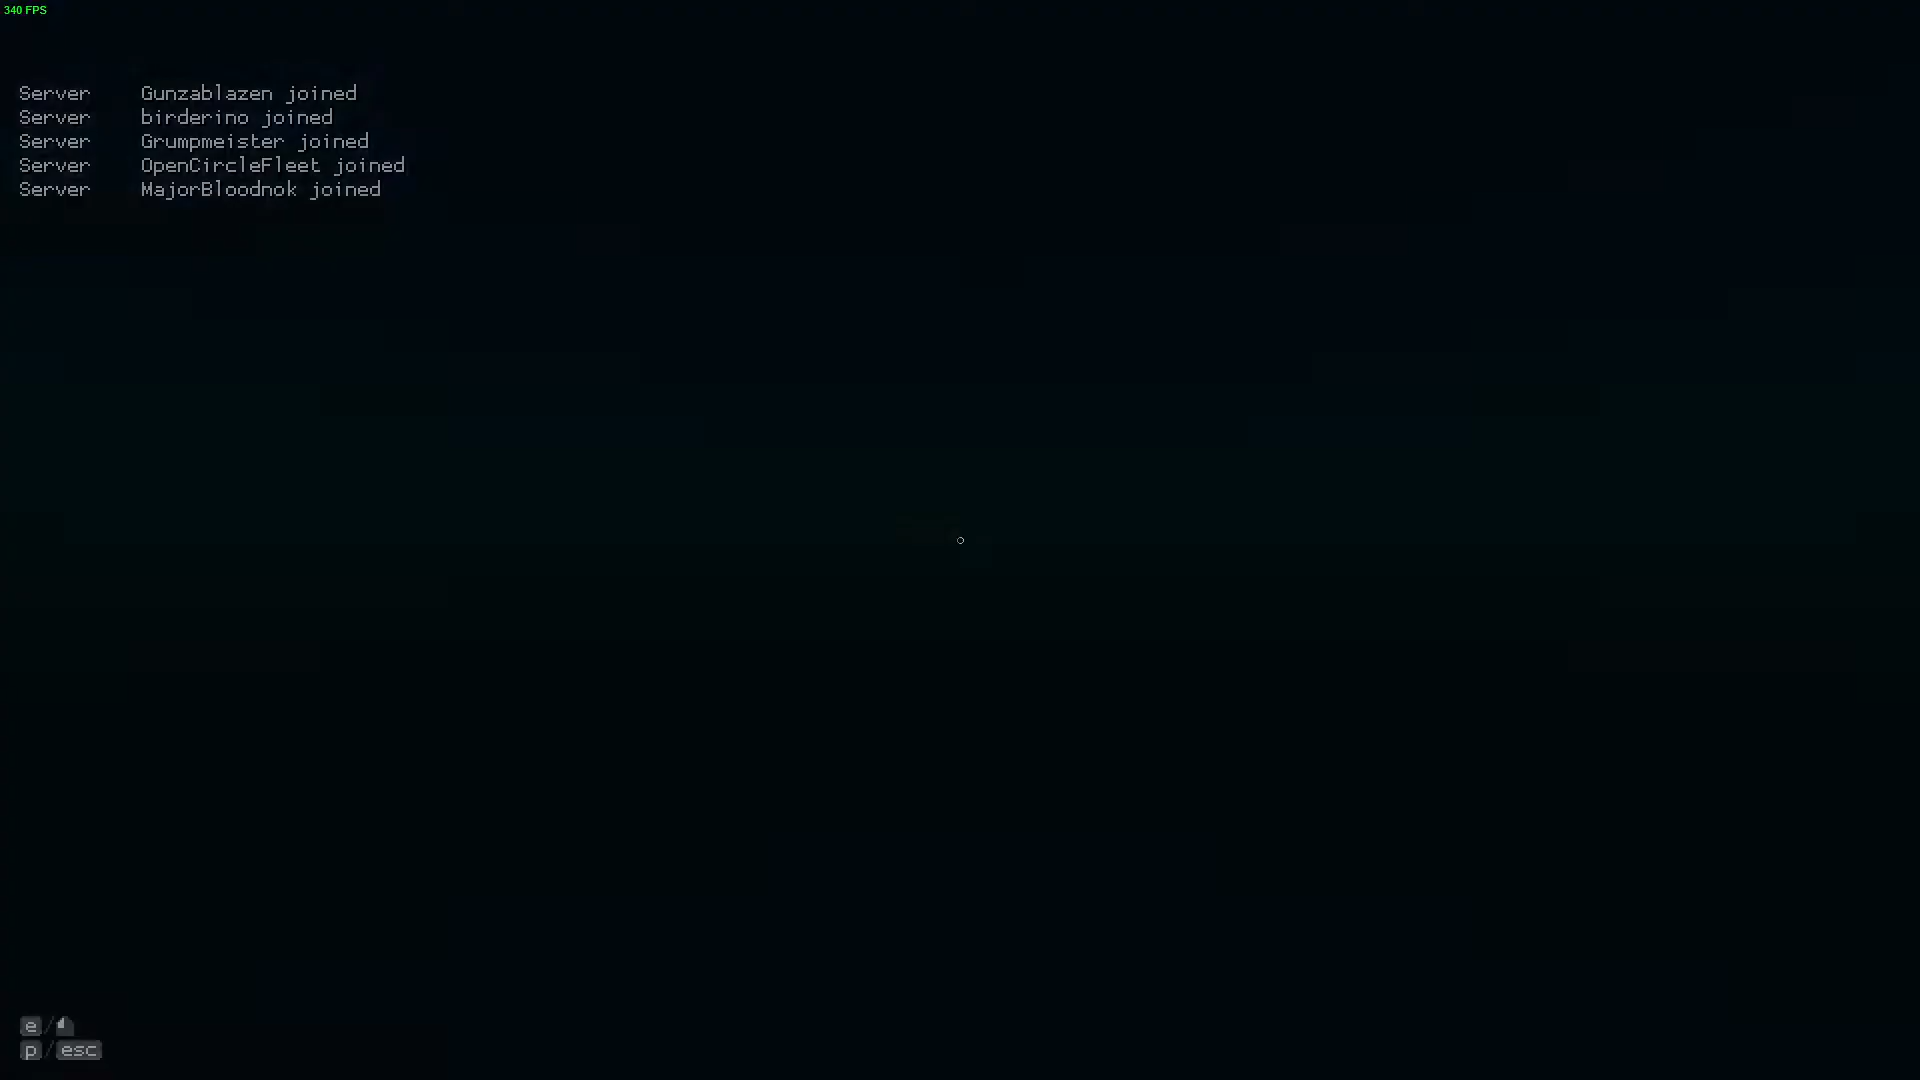 340 FPS
Server Gunzablazen joined
Server birderino joined
Server Grumpmeister joined
Server OpenCircleFleet joined
Server MajorBloodnok joined
e/
p/esc